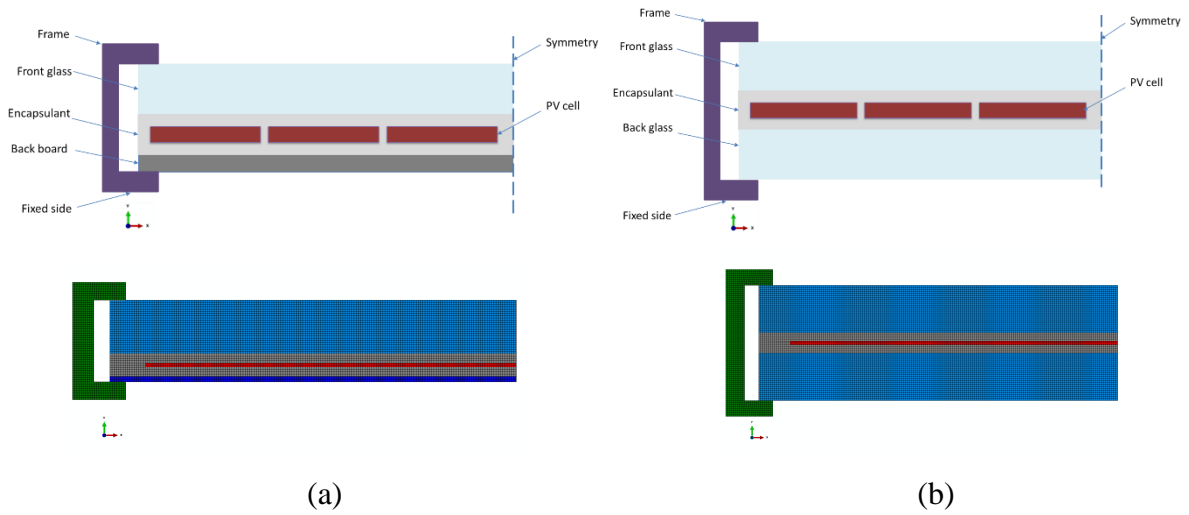 Frame
Front glass
Encapsulant
Back board
Fixed side
Symmetry
PV cell
Y
X
Frame
Front glass
Encapsulant
Back glass
Fixed side
Symmetry
PV cell
Y
X
(a)
(b)